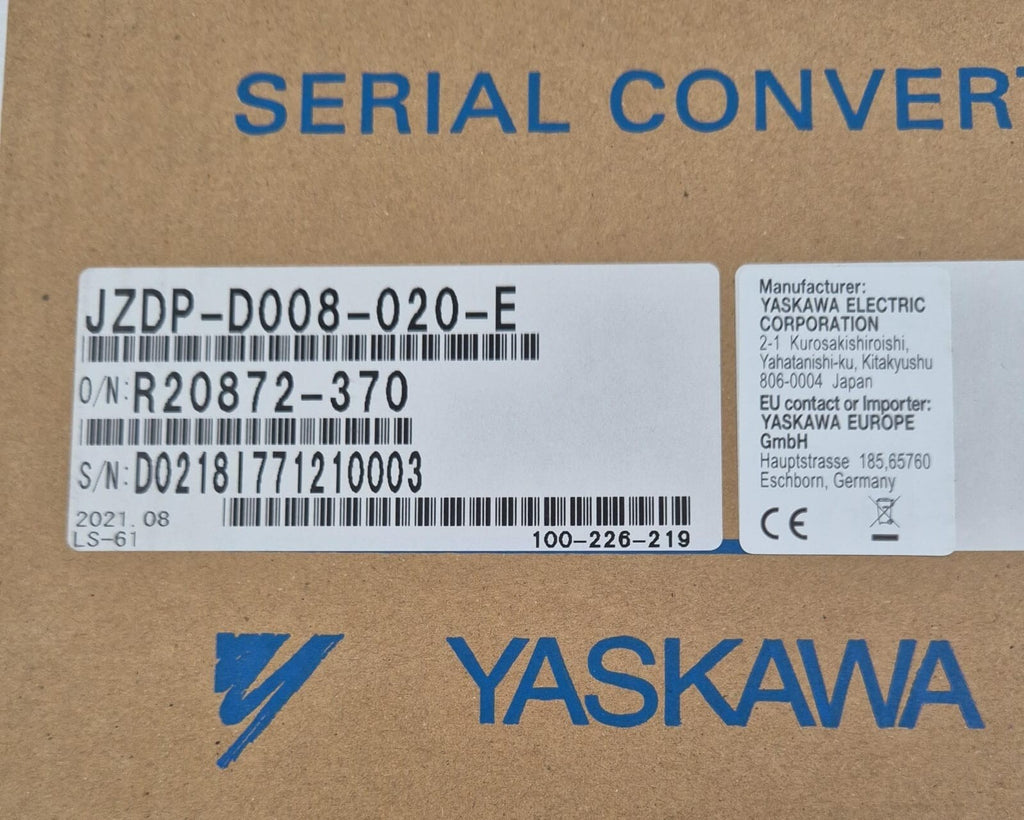 SERIAL CONVERT
JZDP-D008-020-E
O/N:R20872-370
S/N:D0218I771210003
2021.08
LS-61
100-226-219
Manufacturer:
YASKAWA ELECTRIC
CORPORATION
2-1 Kurosakishiroishi,
Yahatanishi-ku, Kitakyushu
806-0004 Japan
EU contact or Importer:
YASKAWA EUROPE
GmbH
Hauptstrasse 185,65760
Eschborn, Germany
CE
YASKAWA